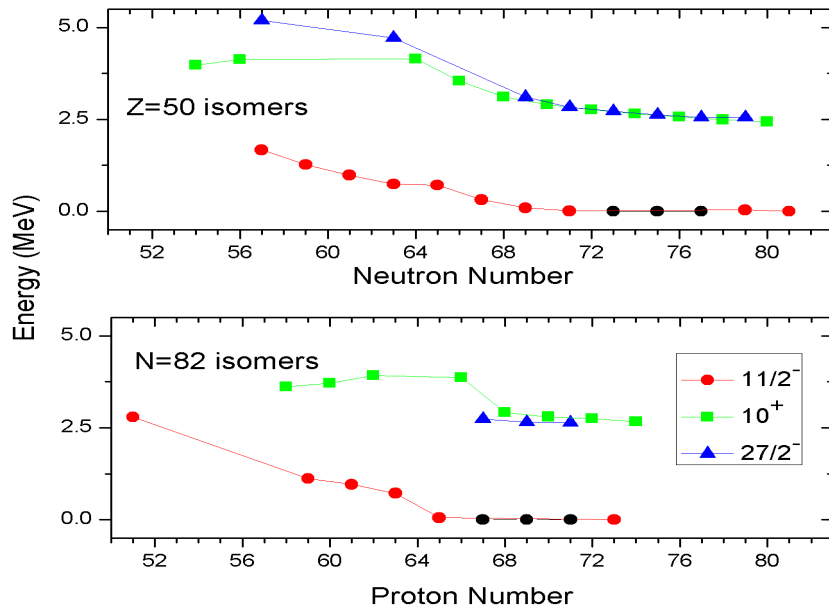 Energy (MeV)
5.0
2.5
0.0
Z=50 isomers
52 56 60 64 68 72 76 80
Neutron Number
5.0
2.5
0.0
N=82 isomers
11/2⁻
10⁺
27/2⁻
52 56 60 64 68 72 76 80
Proton Number